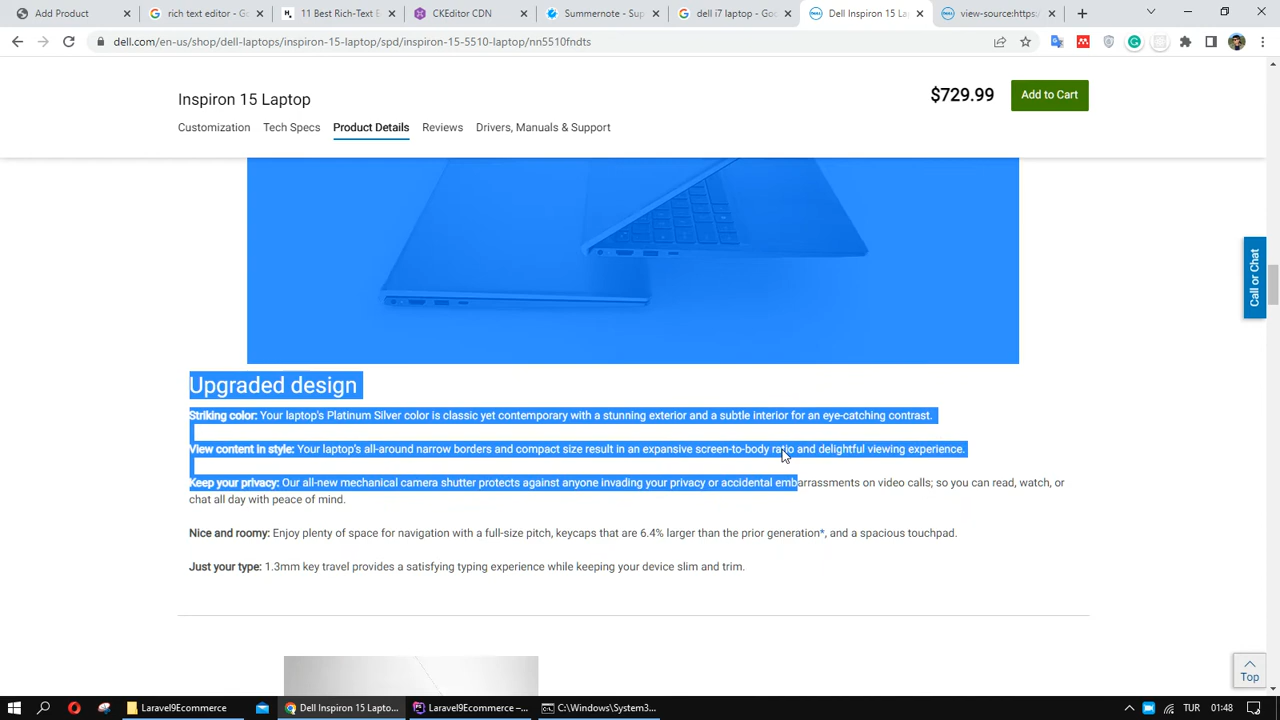 Add Product
rich text editor - Go
11 Best Rich-Text E
CKEditor CDN
Summernote - Sup
dell i7 laptop - Goo
Dell Inspiron 15 La
view-source:https:/
dell.com/en-us/shop/dell-laptops/inspiron-15-laptop/spd/inspiron-15-5510-laptop/nn5510fndts
Inspiron 15 Laptop
$729.99
Add to Cart
Customization
Tech Specs
Product Details
Reviews
Drivers, Manuals & Support
Call or Chat
Upgraded design
Striking color: Your laptop's Platinum Silver color is classic yet contemporary with a stunning exterior and a subtle interior for an eye-catching contrast.
View content in style: Your laptop's all-around narrow borders and compact size result in an expansive screen-to-body ratio and delightful viewing experience.
Keep your privacy: Our all-new mechanical camera shutter protects against anyone invading your privacy or accidental embarrassments on video calls; so you can read, watch, or
chat all day with peace of mind.
Nice and roomy: Enjoy plenty of space for navigation with a full-size pitch, keycaps that are 6.4% larger than the prior generation*, and a spacious touchpad.
Just your type: 1.3mm key travel provides a satisfying typing experience while keeping your device slim and trim.
Top
Laravel9Ecommerce
Dell Inspiron 15 Lapto...
Laravel9Ecommerce –...
C:\Windows\System3...
TUR
01:48